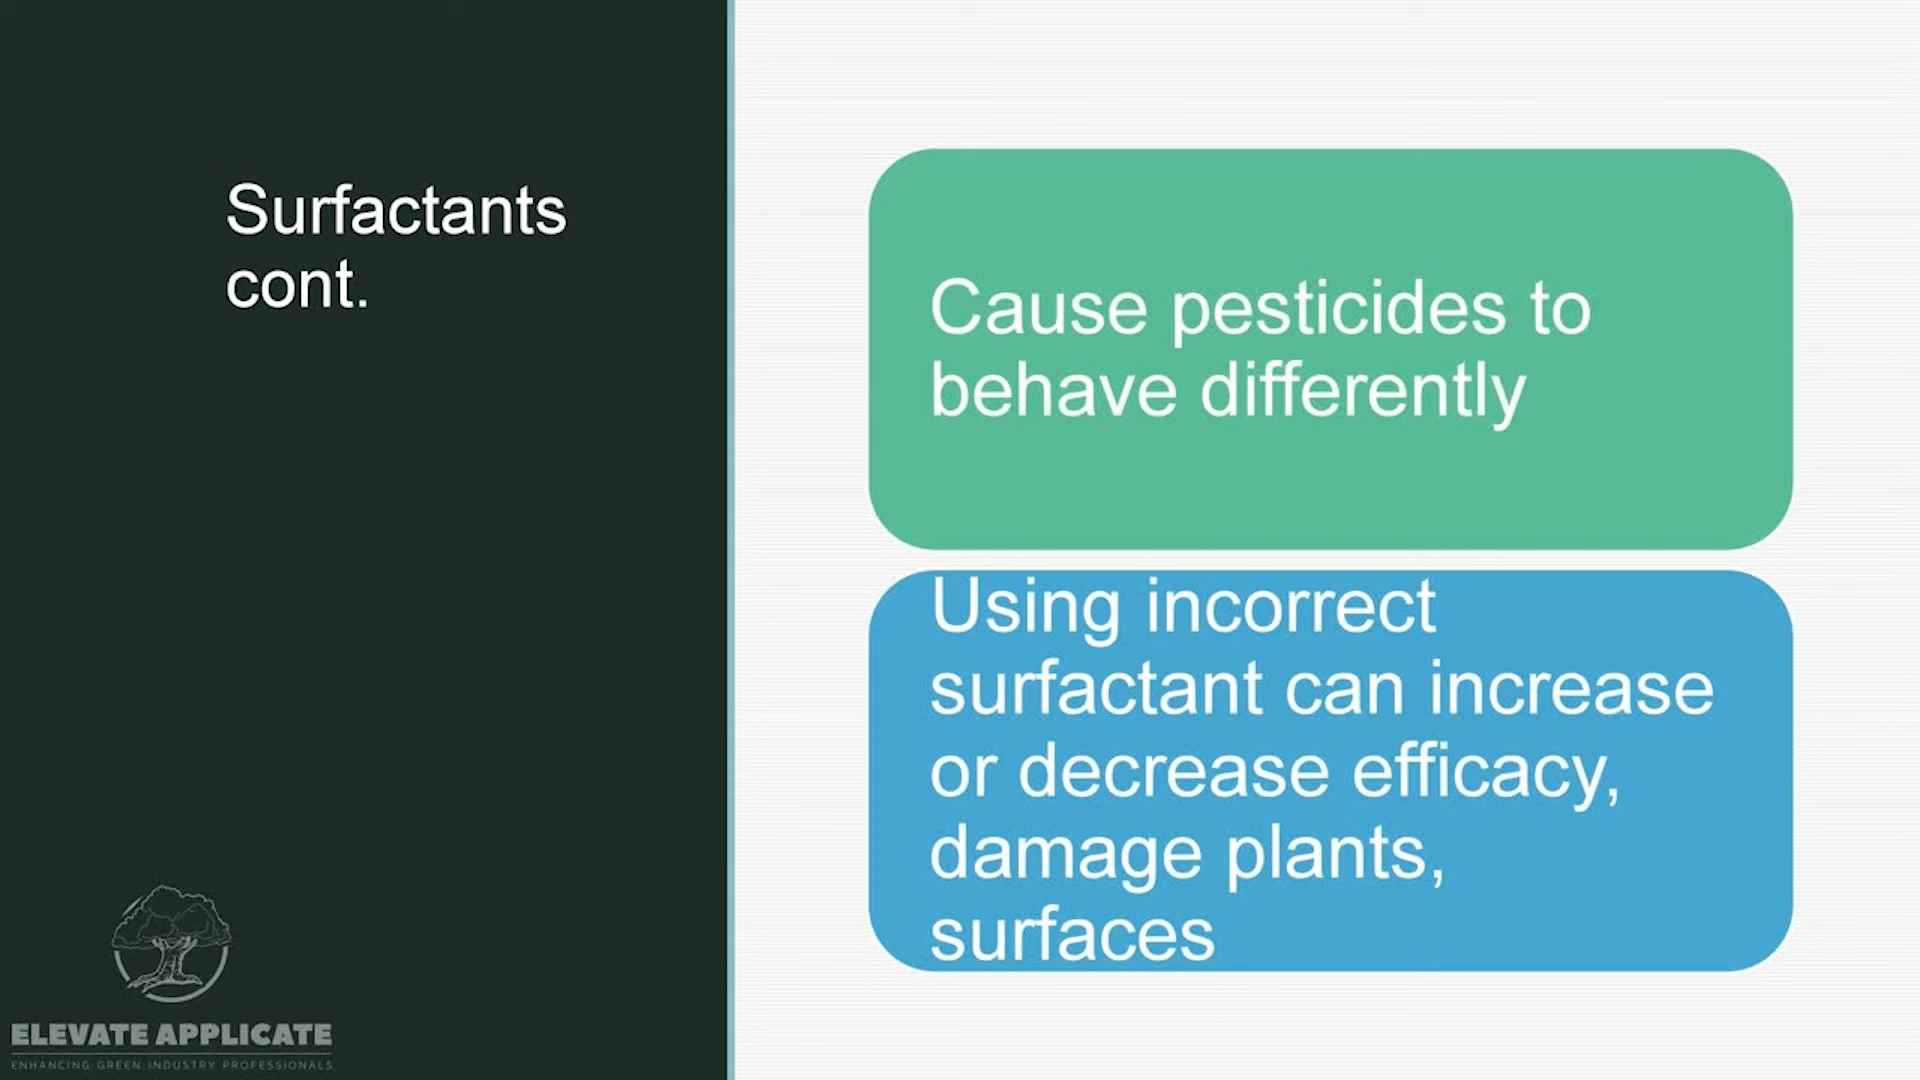 Surfactants
cont.
Cause pesticides to
behave differently
Using incorrect
surfactant can increase
or decrease efficacy,
damage plants,
surfaces
ELEVATE APPLICATE
ENHANCING GREEN INDUSTRY PROFESSIONALS